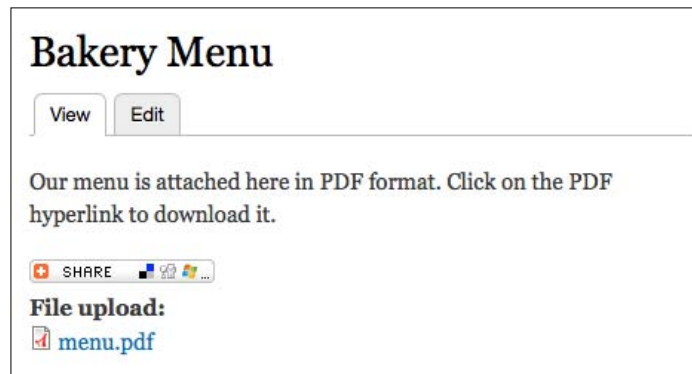 Bakery Menu
View Edit
Our menu is attached here in PDF format. Click on the PDF
hyperlink to download it.
SHARE ...
File upload:
menu.pdf